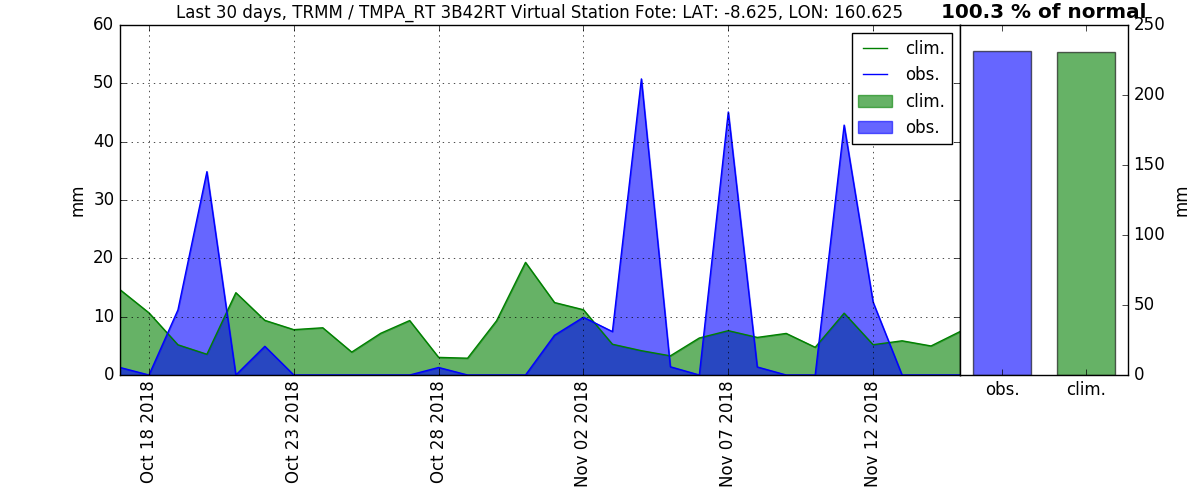 Last 30 days, TRMM / TMPA_RT 3B42RT Virtual Station Fote: LAT: -8.625, LON: 160.625
100.3 % of normal
60
50
40
30
20
10
0
mm
clim.
obs.
clim.
obs.
250
200
150
100
50
0
mm
obs.
clim.
Oct 18 2018
Oct 23 2018
Oct 28 2018
Nov 02 2018
Nov 07 2018
Nov 12 2018